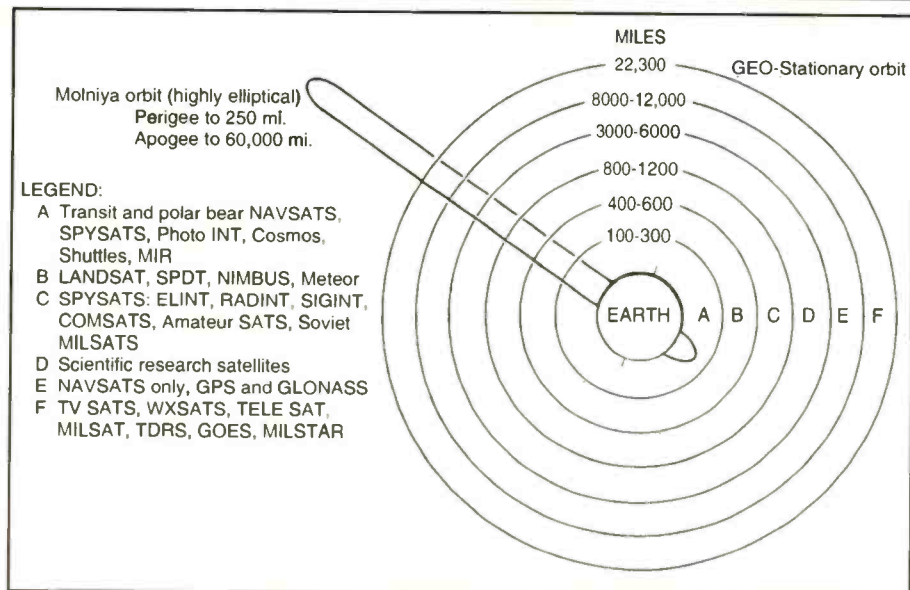 MILES
22,300
GEO-Stationary orbit
8000-12,000
3000-6000
800-1200
400-600
100-300
Molniya orbit (highly elliptical)
Perigee to 250 mi.
Apogee to 60,000 mi.
LEGEND:
A Transit and polar bear NAVSATS,
SPYSATS, Photo INT, Cosmos,
Shuttles, MIR
B LANDSAT, SPDT, NIMBUS, Meteor
C SPYSATS: ELINT, RADINT, SIGINT,
COMSATS, Amateur SATS, Soviet
MILSATS
D Scientific research satellites
E NAVSATS only, GPS and GLONASS
F TV SATS, WXSATS, TELE SAT,
MILSAT, TDRS, GOES, MILSTAR
EARTH A B C D E F